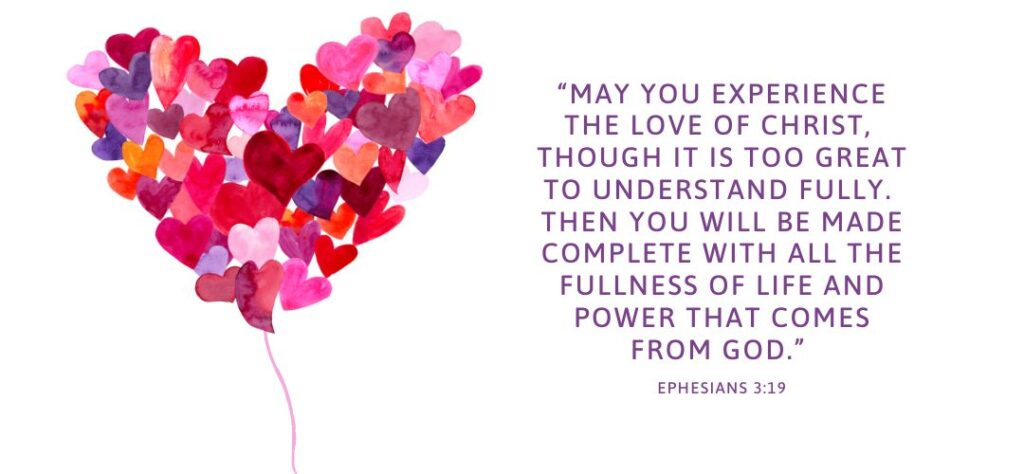 “MAY YOU EXPERIENCE
THE LOVE OF CHRIST,
THOUGH IT IS TOO GREAT
TO UNDERSTAND FULLY.
THEN YOU WILL BE MADE
COMPLETE WITH ALL THE
FULLNESS OF LIFE AND
POWER THAT COMES
FROM GOD.”
EPHESIANS 3:19